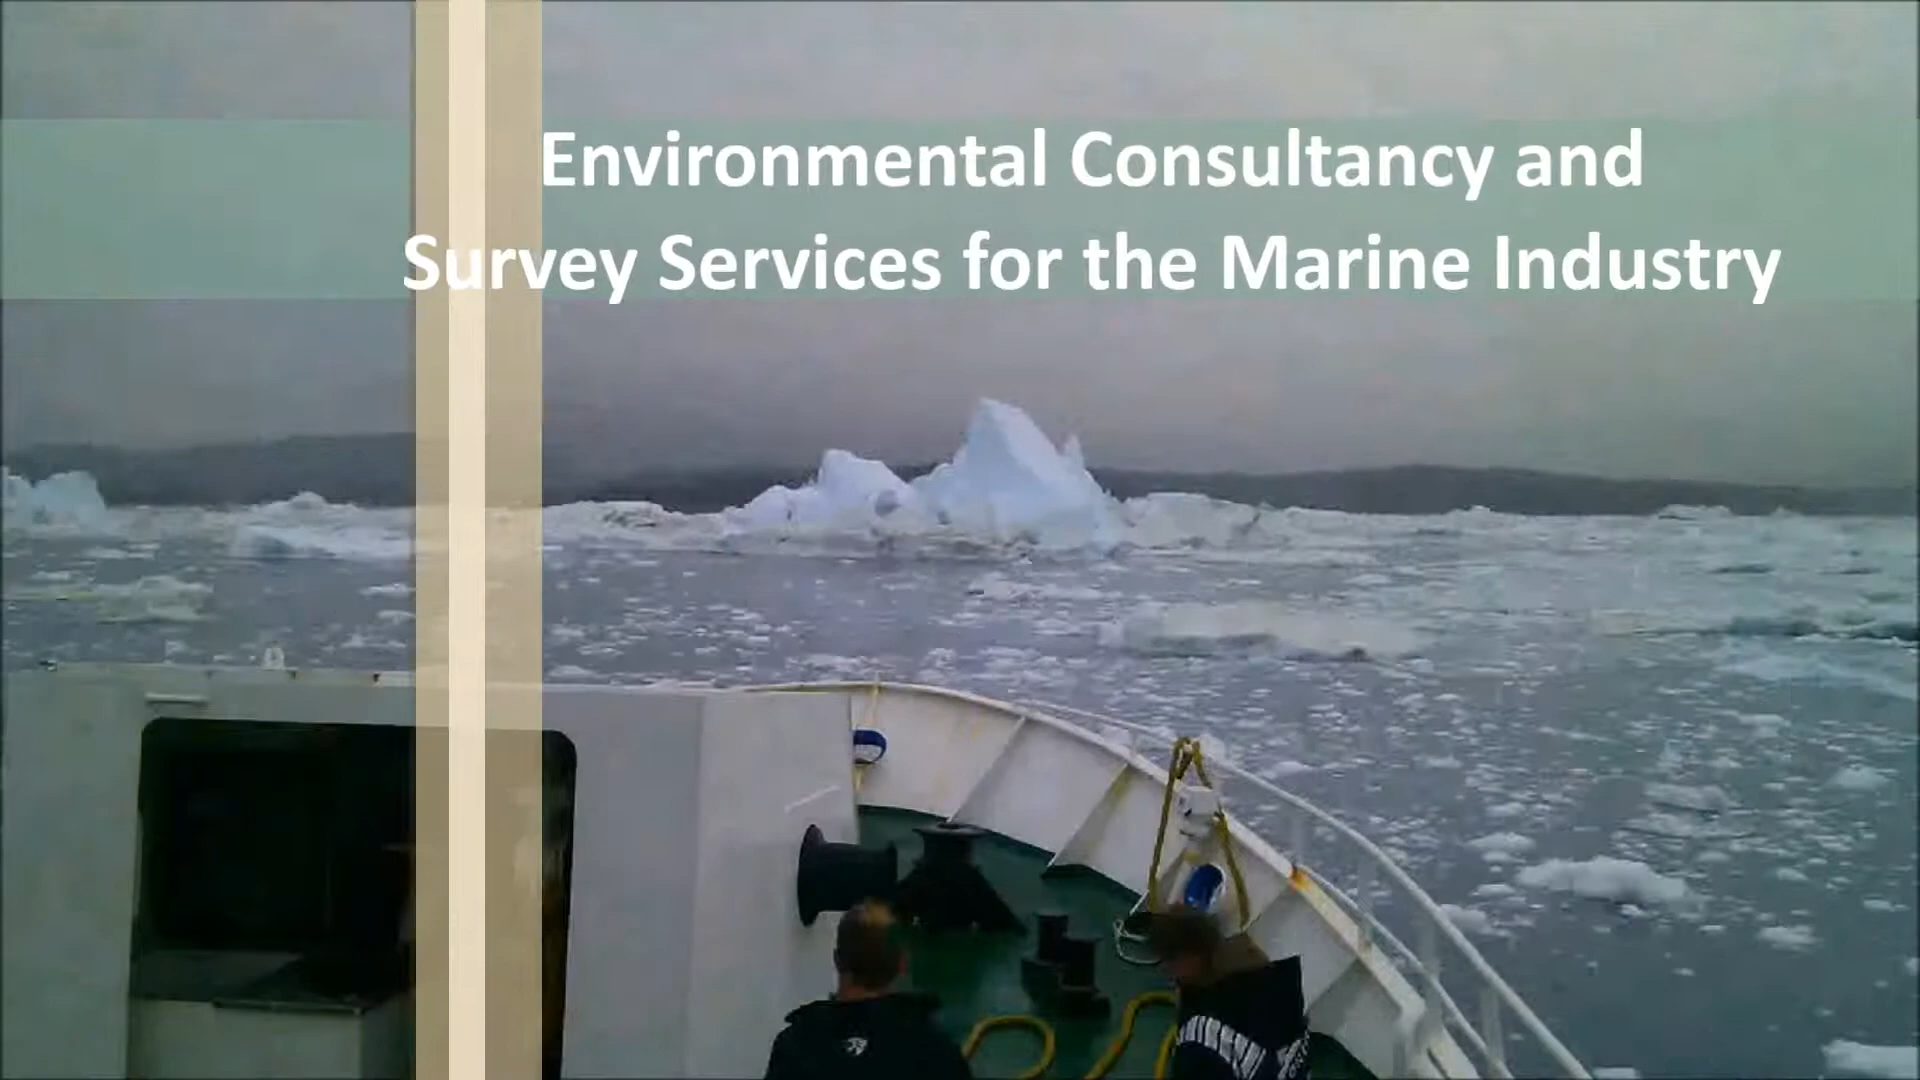 Environmental Consultancy and
Survey Services for the Marine Industry